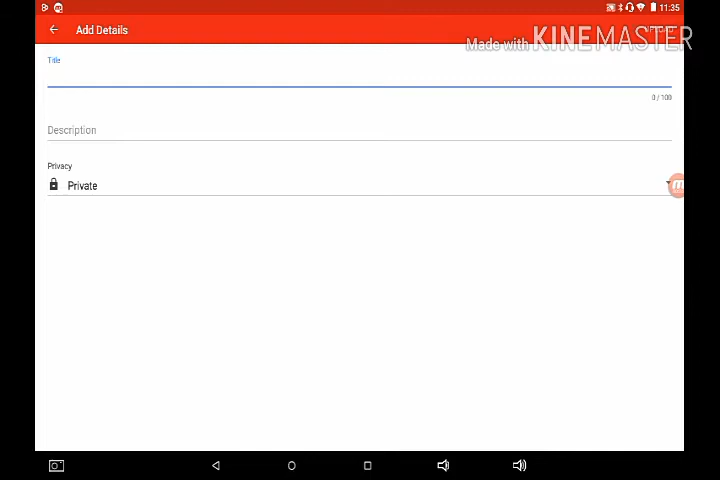 11:35
Add Details
Made with KINEMASTER
Title
0 / 100
Description
Privacy
Private